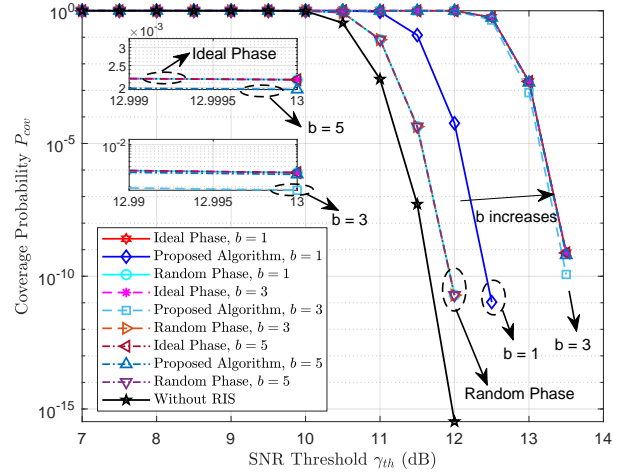 ×10^-3
3
2.5
2
12.999
12.9995
13
Ideal Phase
b = 5
10^-2
12.99
12.995
13
b = 3
b increases
b = 3
b = 1
Random Phase
Ideal Phase, b = 1
Proposed Algorithm, b = 1
Random Phase, b = 1
Ideal Phase, b = 3
Proposed Algorithm, b = 3
Random Phase, b = 3
Ideal Phase, b = 5
Proposed Algorithm, b = 5
Random Phase, b = 5
Without RIS
10^0
10^-5
10^-10
10^-15
Coverage Probability P_cov
7 8 9 10 11 12 13 14
SNR Threshold γ_th (dB)